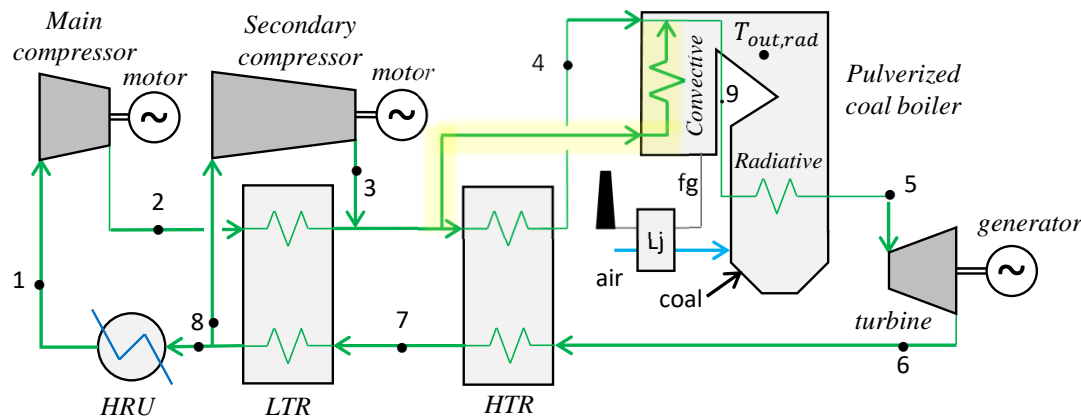 Main
compressor
motor
Secondary
compressor
motor
4
Convective
T_out,rad
.9
Pulverized
coal boiler
Radiative
2
3
fg
5
generator
1
Lj
air
coal
8
7
turbine
6
HRU
LTR
HTR
~
~
~